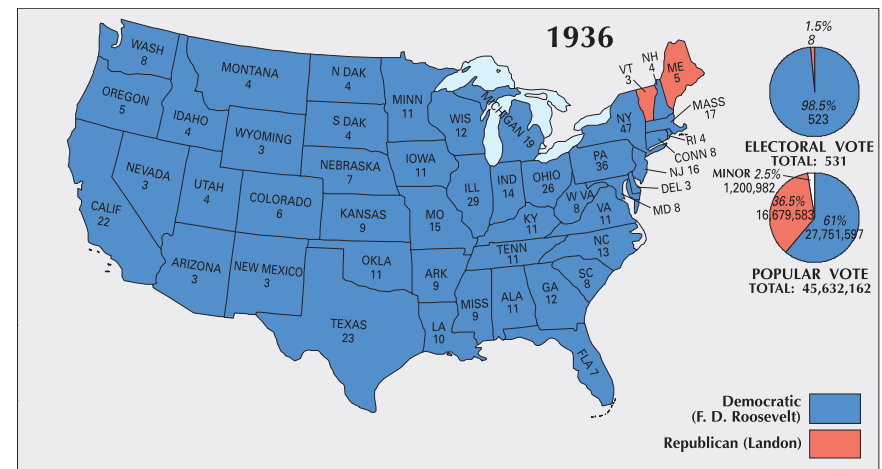 1936
WASH
8
OREGON
5
CALIF
22
NEVADA
3
IDAHO
4
MONTANA
4
WYOMING
3
UTAH
4
COLORADO
6
ARIZONA
3
NEW MEXICO
3
N DAK
4
S DAK
4
NEBRASKA
7
KANSAS
9
OKLA
11
TEXAS
23
MINN
11
IOWA
11
MO
15
ARK
9
LA
10
WIS
12
ILL
29
MICHIGAN 19
IND
14
OHIO
26
KY
11
TENN
11
MISS
9
ALA
11
GA
12
FLA 7
SC
8
NC
13
VA
11
W VA
8
PA
36
NY
47
VT
3
NH
4
ME
5
MASS
17
RI 4
CONN 8
NJ 16
DEL 3
MD 8
1.5%
8
98.5%
523
ELECTORAL VOTE
TOTAL: 531
MINOR 2.5%
1,200,982
36.5%
16,679,583
61%
27,751,597
POPULAR VOTE
TOTAL: 45,632,162
Democratic
(F. D. Roosevelt)
Republican (Landon)